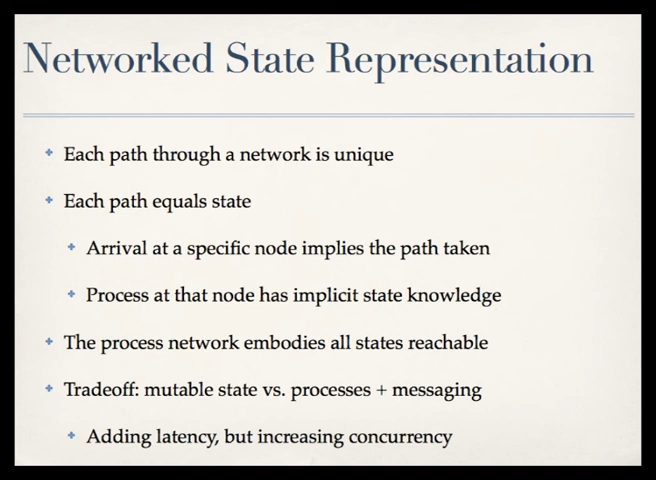 Networked State Representation
Each path through a network is unique
Each path equals state
Arrival at a specific node implies the path taken
Process at that node has implicit state knowledge
The process network embodies all states reachable
Tradeoff: mutable state vs. processes + messaging
Adding latency, but increasing concurrency